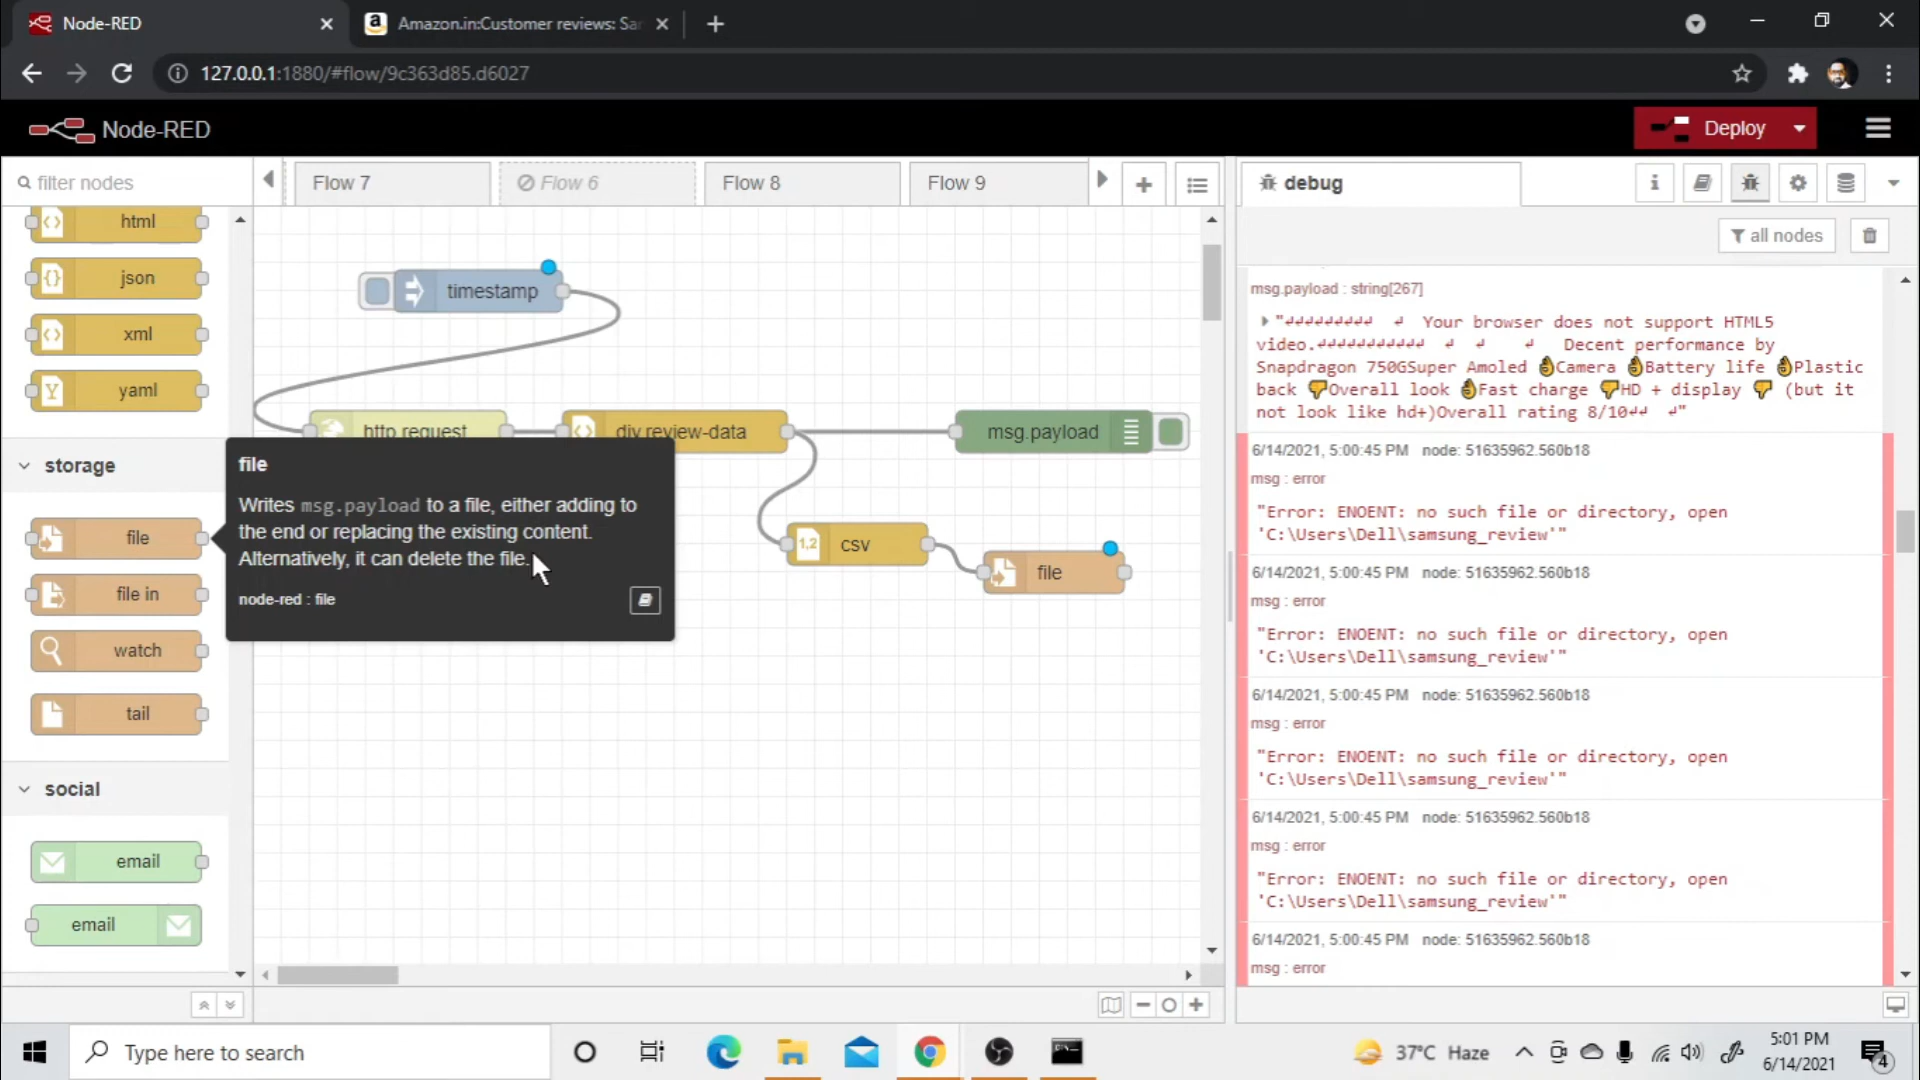 Node-RED
Amazon.in:Customer reviews: Sam
127.0.0.1:1880/#flow/9c363d85.d6027
Node-RED
Deploy
filter nodes
Flow 7
Flow 6
Flow 8
Flow 9
debug
all nodes
html
json
xml
yaml
storage
file
file in
watch
tail
social
email
email
timestamp
http request
div.review-data
msg.payload
csv
file
file
Writes msg.payload to a file, either adding to
the end or replacing the existing content.
Alternatively, it can delete the file.
node-red : file
msg.payload : string[267]
"↵↵↵↵↵↵↵↵↵ ↵ Your browser does not support HTML5
video.↵↵↵↵↵↵↵↵↵↵↵ ↵ ↵ ↵ Decent performance by
Snapdragon 750GSuper Amoled 👌Camera 👌Battery life 👌Plastic
back 👎Overall look 👌Fast charge 👎HD + display 👎 (but it
not look like hd+)Overall rating 8/10↵↵ ↵"
6/14/2021, 5:00:45 PM node: 51635962.560b18
msg : error
"Error: ENOENT: no such file or directory, open
'C:\Users\Dell\samsung_review'"
6/14/2021, 5:00:45 PM node: 51635962.560b18
msg : error
"Error: ENOENT: no such file or directory, open
'C:\Users\Dell\samsung_review'"
6/14/2021, 5:00:45 PM node: 51635962.560b18
msg : error
"Error: ENOENT: no such file or directory, open
'C:\Users\Dell\samsung_review'"
6/14/2021, 5:00:45 PM node: 51635962.560b18
msg : error
"Error: ENOENT: no such file or directory, open
'C:\Users\Dell\samsung_review'"
6/14/2021, 5:00:45 PM node: 51635962.560b18
msg : error
Type here to search
37°C Haze
5:01 PM
6/14/2021
4